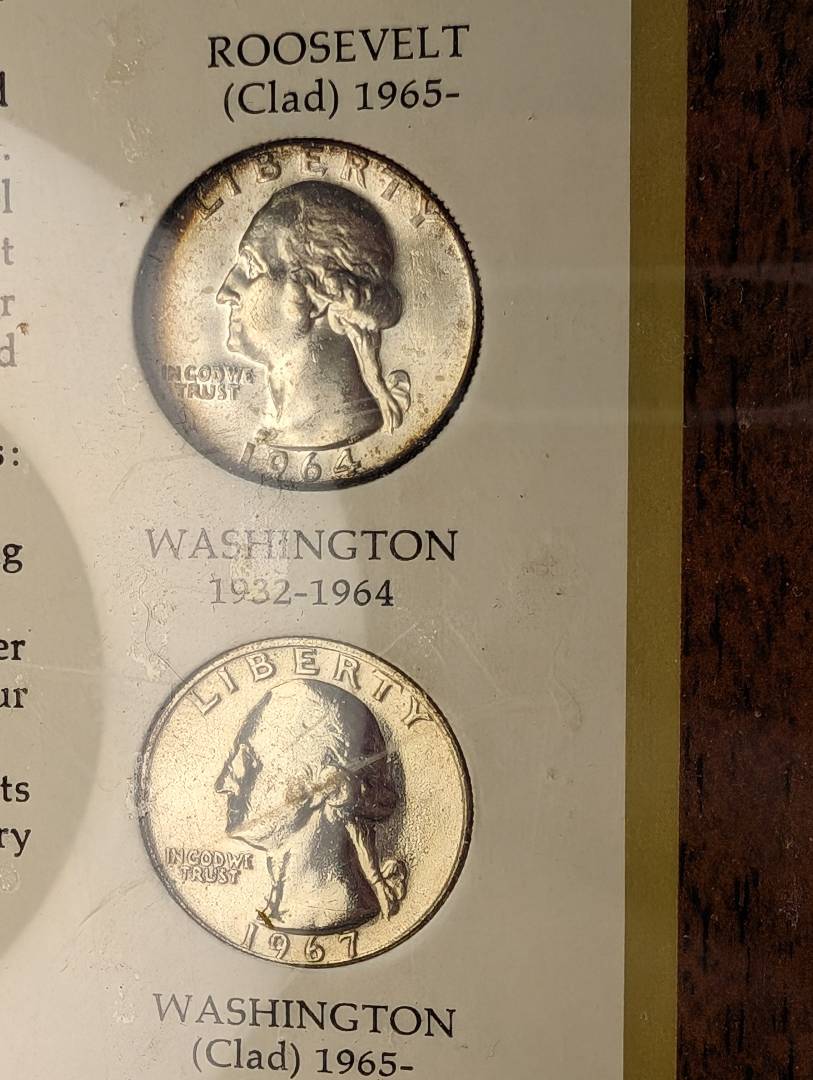 ROOSEVELT
(Clad) 1965-
LIBERTY
IN GOD WE
TRUST
1964
WASHINGTON
1932-1964
LIBERTY
IN GOD WE
TRUST
1967
WASHINGTON
(Clad) 1965-